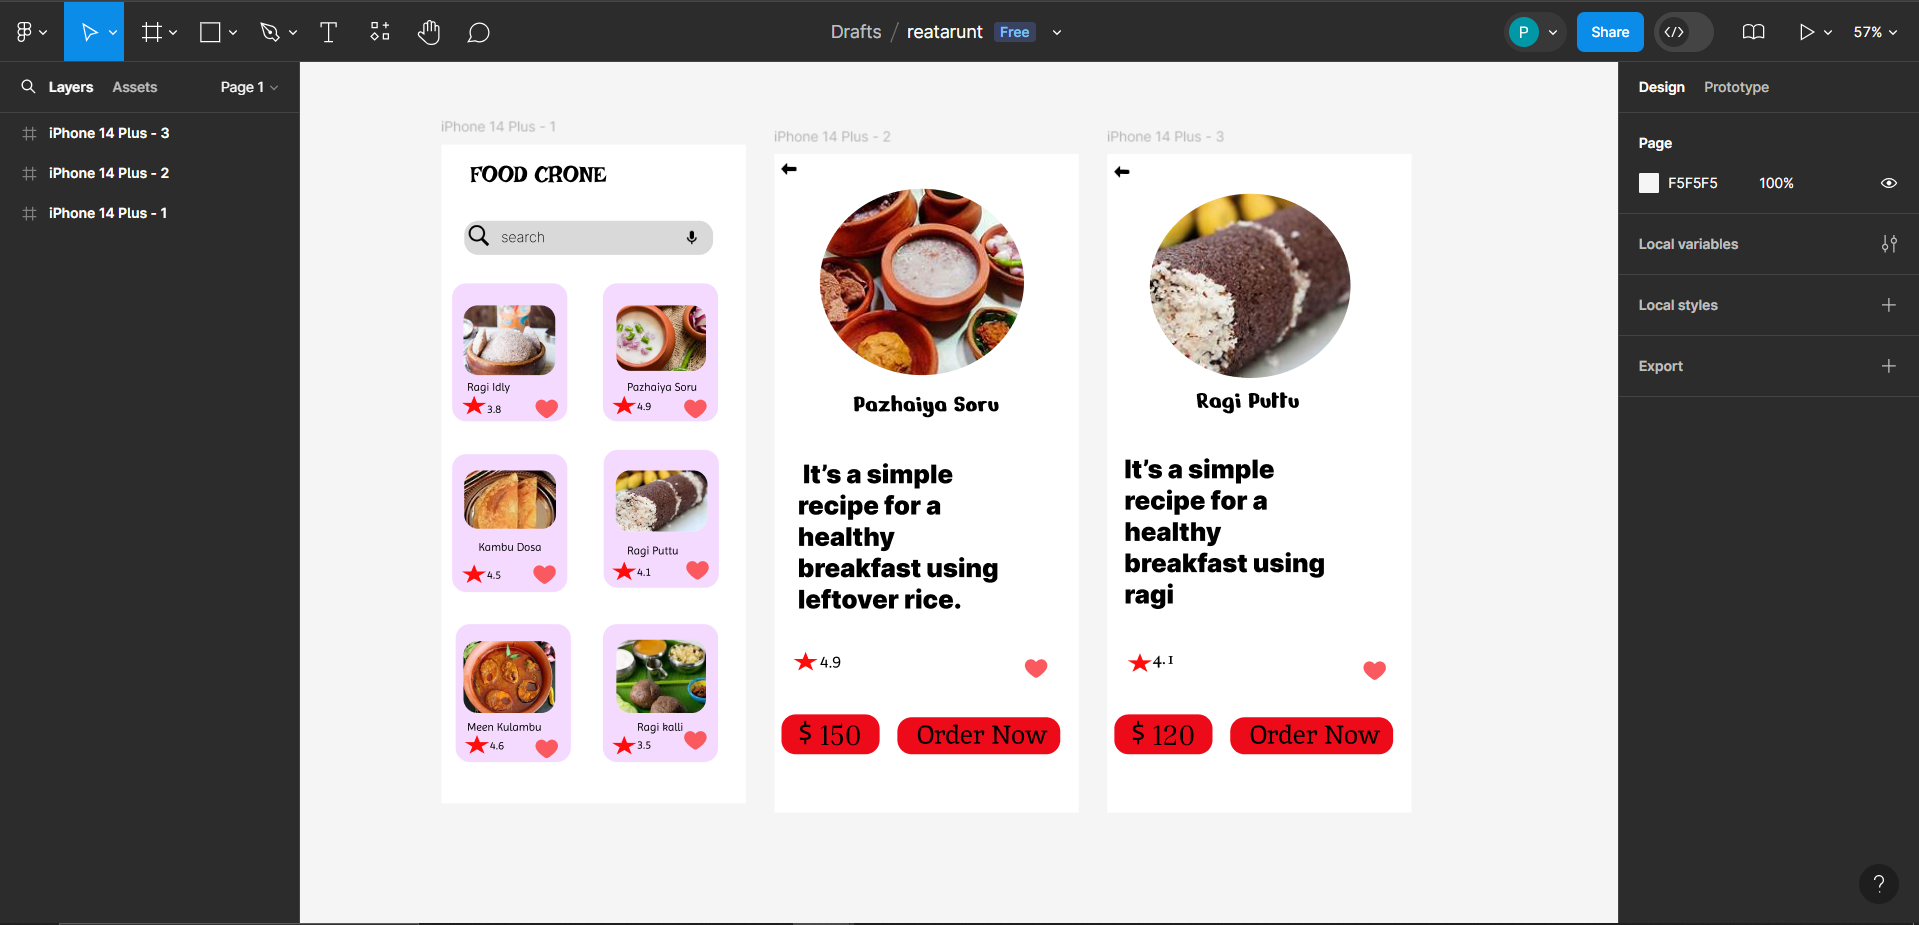 Drafts / reatarunt Free
P
Share
57%
Layers
Assets
Page 1
iPhone 14 Plus - 3
iPhone 14 Plus - 2
iPhone 14 Plus - 1
iPhone 14 Plus - 1
FOOD CRONE
search
Ragi Idly
3.8
Pazhaiya Soru
4.9
Kambu Dosa
4.5
Ragi Puttu
4.1
Meen Kulambu
4.6
Ragi kalli
3.5
iPhone 14 Plus - 2
Pazhaiya Soru
It's a simple
recipe for a
healthy
breakfast using
leftover rice.
4.9
$ 150
Order Now
iPhone 14 Plus - 3
Ragi Puttu
It's a simple
recipe for a
healthy
breakfast using
ragi
4.1
$ 120
Order Now
Design
Prototype
Page
F5F5F5
100%
Local variables
Local styles
Export
?